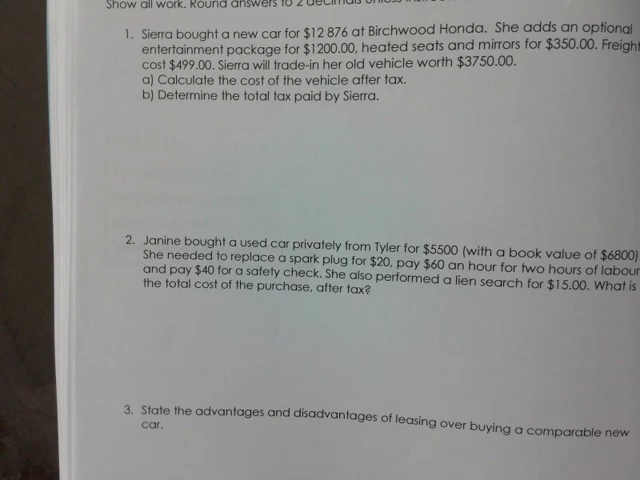 Show all work. Round answers to 2 decimals
1. Sierra bought a new car for $12 876 at Birchwood Honda. She adds an optional
entertainment package for $1200.00, heated seats and mirrors for $350.00. Freight
cost $499.00. Sierra will trade-in her old vehicle worth $3750.00.
a) Calculate the cost of the vehicle after tax.
b) Determine the total tax paid by Sierra.
2. Janine bought a used car privately from Tyler for $5500 (with a book value of $6800)
She needed to replace a spark plug for $20, pay $60 an hour for two hours of labour
and pay $40 for a safety check. She also performed a lien search for $15.00. What is
the total cost of the purchase, after tax?
3. State the advantages and disadvantages of leasing over buying a comparable new
car.